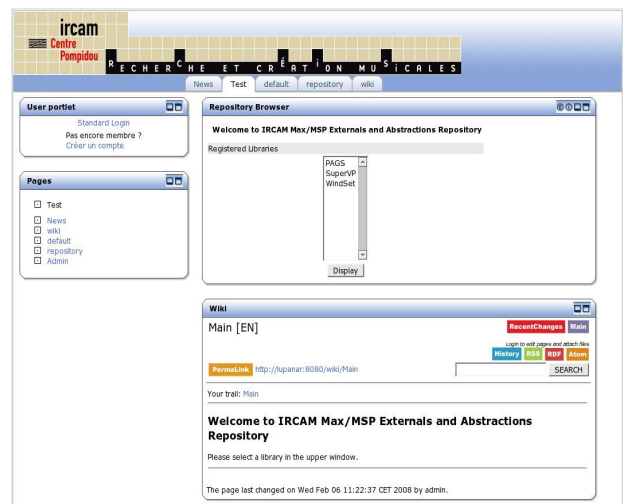 ircam
Centre
Pompidou
RECHERCHE ET CRÉATION MUSICALES
News Test default repository wiki
User portlet
Standard Login
Pas encore membre ?
Créer un compte
Pages
Test
News
wiki
default
repository
Admin
Repository Browser
Welcome to IRCAM Max/MSP Externals and Abstractions Repository
Registered Libraries
PAGS
SuperVP
WindSet
Display
Wiki
Main [EN]
RecentChanges Main
Login to edit pages and attach files
History RSS RDF Atom
PermaLink http://lupanar:8080/wiki/Main
SEARCH
Your trail: Main
Welcome to IRCAM Max/MSP Externals and Abstractions
Repository
Please select a library in the upper window.
The page last changed on Wed Feb 06 11:22:37 CET 2008 by admin.